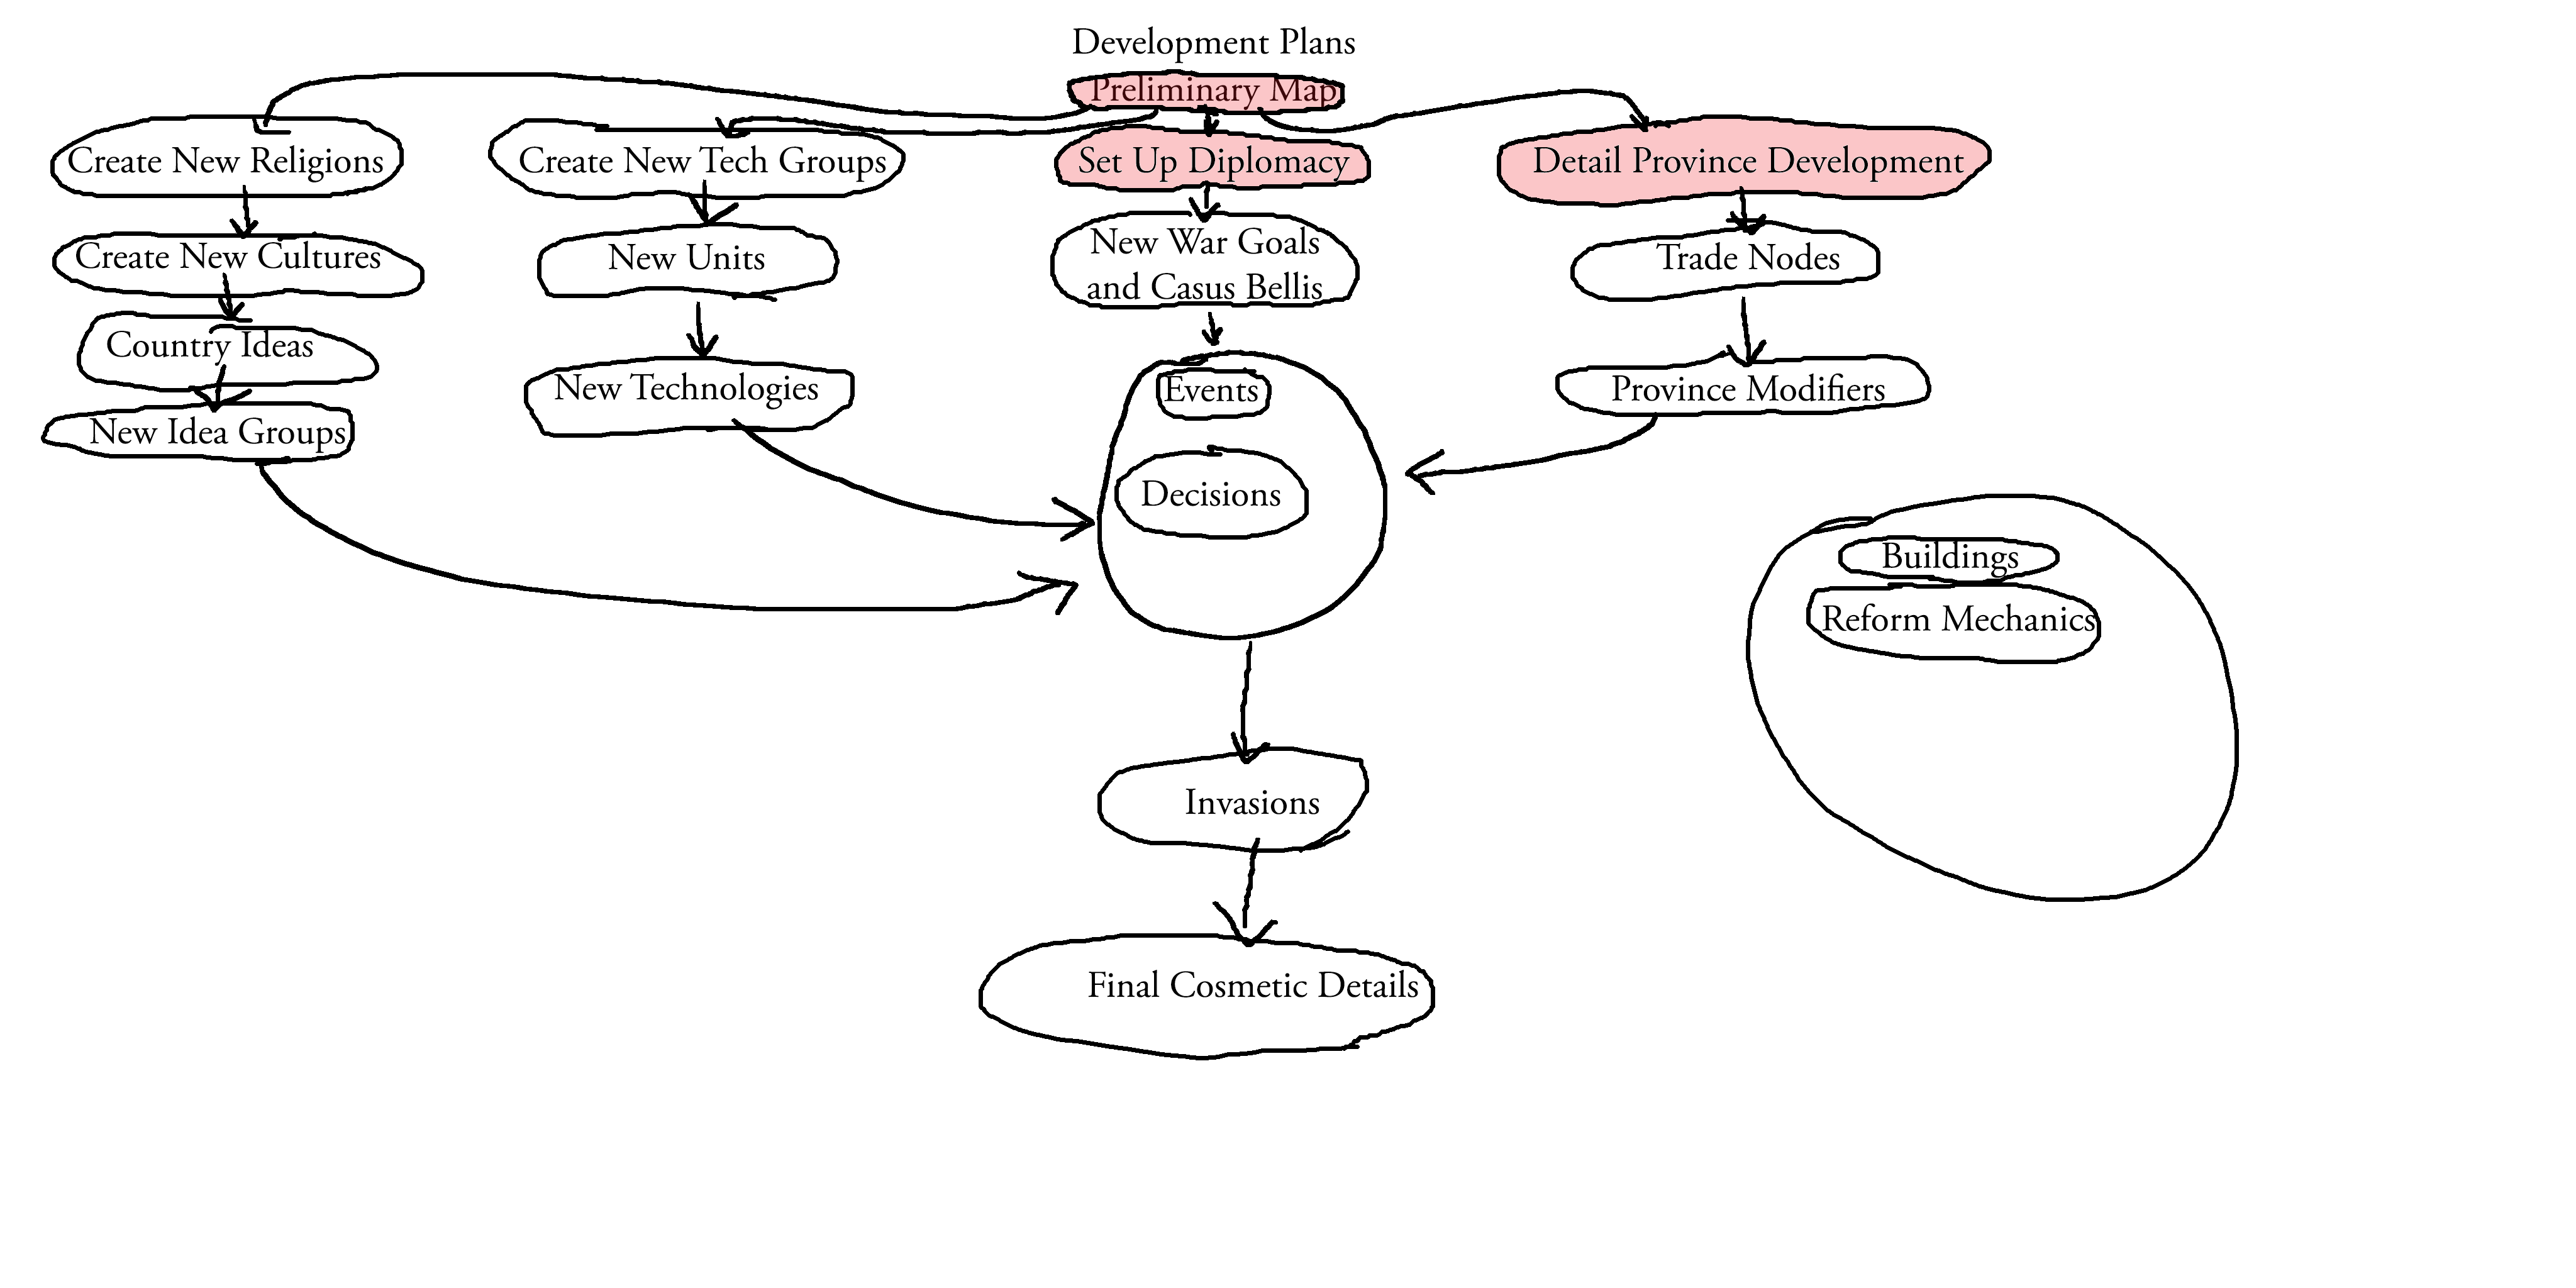 Development Plans
Preliminary Map
Create New Religions
Create New Tech Groups
Set Up Diplomacy
Detail Province Development
Create New Cultures
New Units
New War Goals
and Casus Bellis
Trade Nodes
Country Ideas
New Technologies
Events
Province Modifiers
New Idea Groups
Decisions
Buildings
Reform Mechanics
Invasions
Final Cosmetic Details